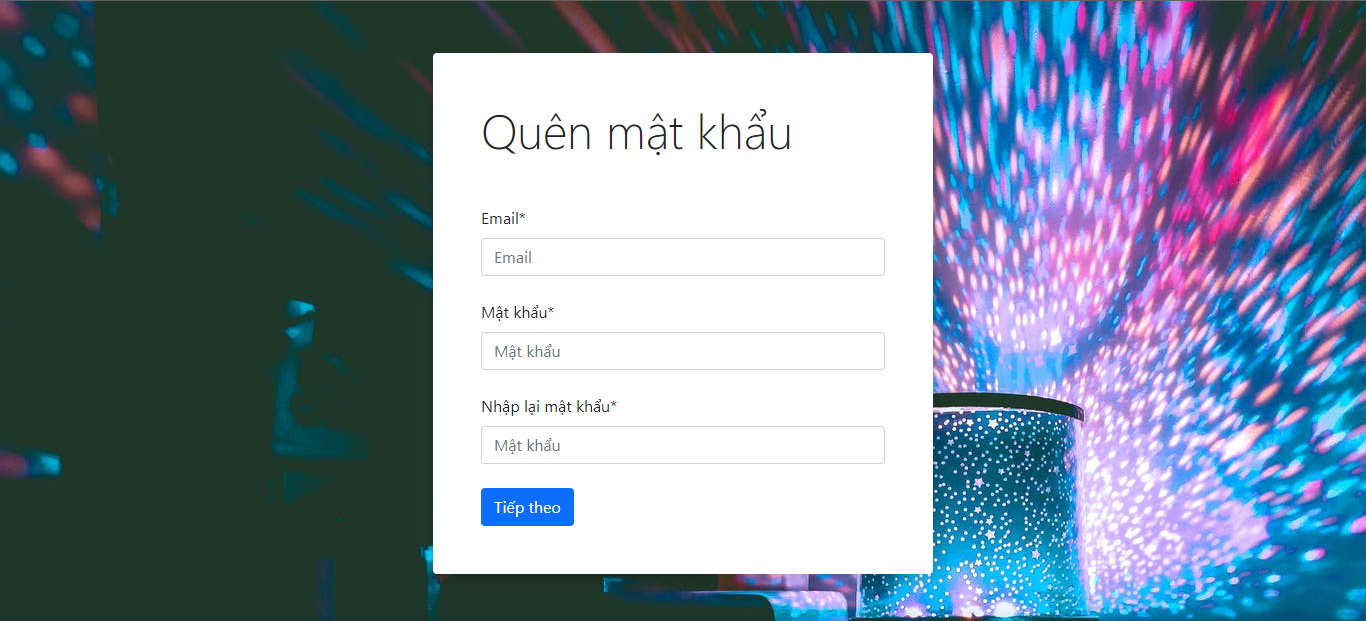 Quên mật khẩu
Email*
Email
Mật khẩu*
Mật khẩu
Nhập lại mật khẩu*
Mật khẩu
Tiếp theo